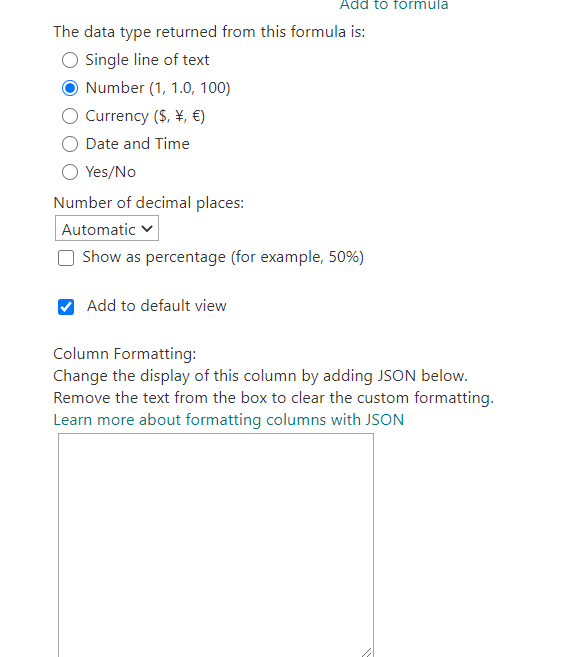 Add to formula
The data type returned from this formula is:
Single line of text
Number (1, 1.0, 100)
Currency ($, ¥, €)
Date and Time
Yes/No
Number of decimal places:
Automatic
Show as percentage (for example, 50%)
Add to default view
Column Formatting:
Change the display of this column by adding JSON below.
Remove the text from the box to clear the custom formatting.
Learn more about formatting columns with JSON